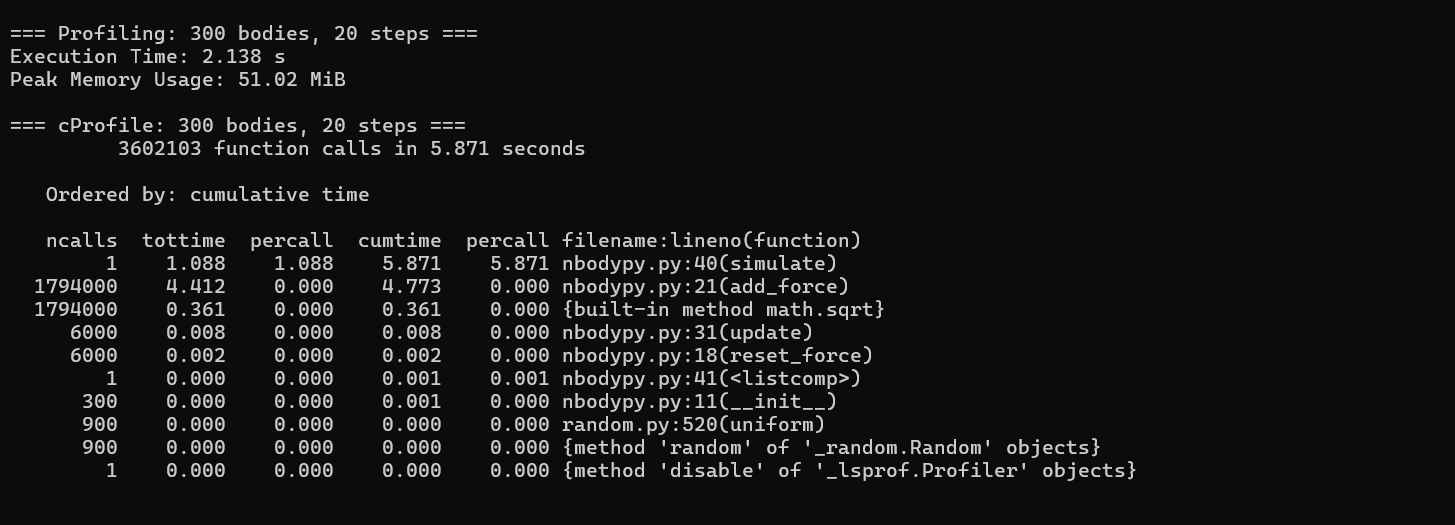 === Profiling: 300 bodies, 20 steps ===
Execution Time: 2.138 s
Peak Memory Usage: 51.02 MiB
=== cProfile: 300 bodies, 20 steps ===
         3602103 function calls in 5.871 seconds
   Ordered by: cumulative time
   ncalls  tottime  percall  cumtime  percall filename:lineno(function)
        1    1.088    1.088    5.871    5.871 nbodypy.py:40(simulate)
  1794000    4.412    0.000    4.773    0.000 nbodypy.py:21(add_force)
  1794000    0.361    0.000    0.361    0.000 {built-in method math.sqrt}
     6000    0.008    0.000    0.008    0.000 nbodypy.py:31(update)
     6000    0.002    0.000    0.002    0.000 nbodypy.py:18(reset_force)
        1    0.000    0.000    0.001    0.001 nbodypy.py:41(<listcomp>)
      300    0.000    0.000    0.001    0.000 nbodypy.py:11(__init__)
      900    0.000    0.000    0.000    0.000 random.py:520(uniform)
      900    0.000    0.000    0.000    0.000 {method 'random' of '_random.Random' objects}
        1    0.000    0.000    0.000    0.000 {method 'disable' of '_lsprof.Profiler' objects}